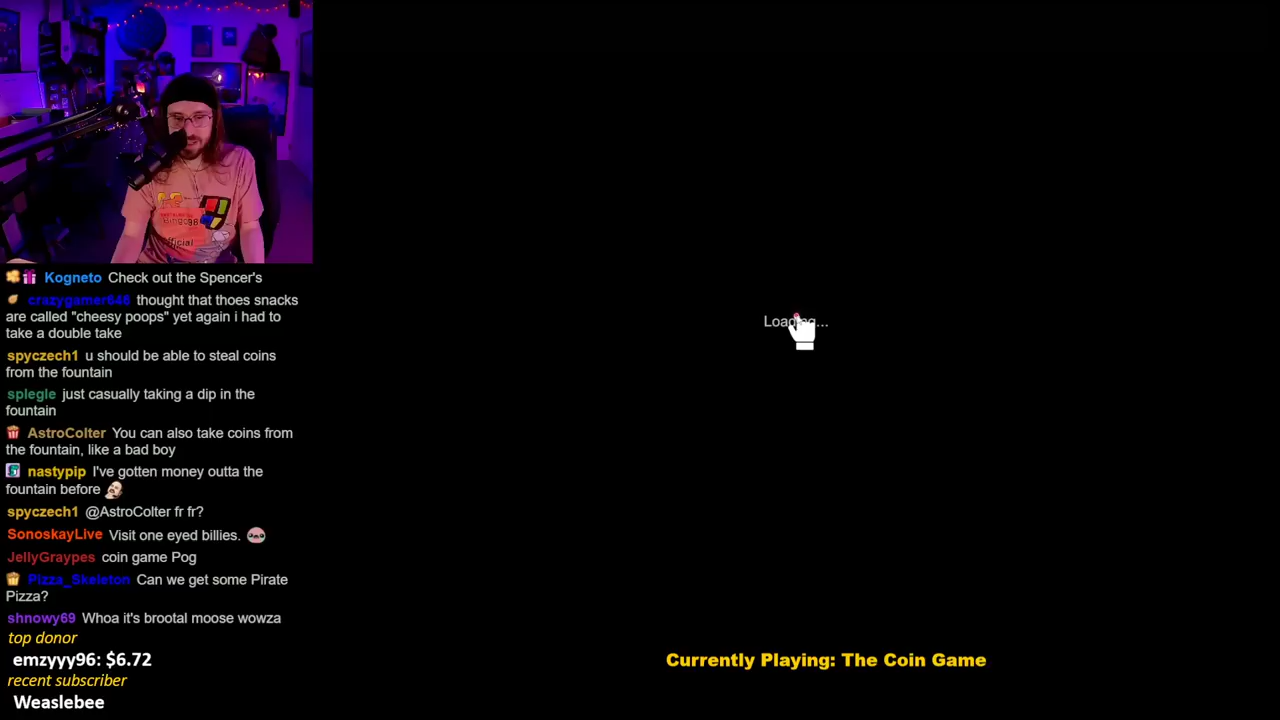 Bingo98
official
Kogneto Check out the Spencer's
crazygamer646 thought that thoes snacks
are called "cheesy poops" yet again i had to
take a double take
spyczech1 u should be able to steal coins
from the fountain
splegle just casually taking a dip in the
fountain
AstroColter You can also take coins from
the fountain, like a bad boy
nastypip I've gotten money outta the
fountain before
spyczech1 @AstroColter fr fr?
SonoskayLive Visit one eyed billies.
JellyGraypes coin game Pog
Pizza_Skeleton Can we get some Pirate
Pizza?
shnowy69 Whoa it's brootal moose wowza
top donor
emzyyy96: $6.72
recent subscriber
Weaslebee
Loading...
Currently Playing: The Coin Game